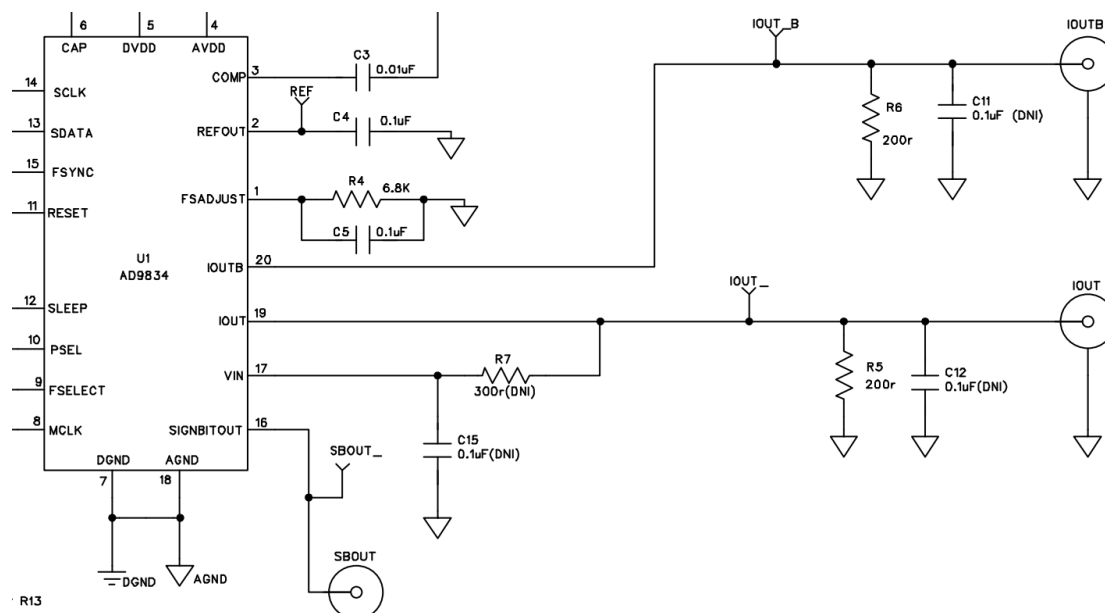 6
5
4
CAP
DVDD
AVDD
IOUT_B
IOUTB
COMP
3
C3
0.01uF
14
SCLK
REF
C4
0.1uF
R6
200r
C11
0.1uF (DNI)
13
SDATA
REFOUT
2
15
FSYNC
R4
6.8K
FSADJUST
1
11
RESET
C5
0.1uF
U1
AD9834
IOUTB
20
IOUT_
IOUT
12
SLEEP
IOUT
19
10
PSEL
VIN
17
R7
300r(DNI)
R5
200r
C12
0.1uF(DNI)
9
FSELECT
8
MCLK
SIGNBITOUT
16
SBOUT_
C15
0.1uF(DNI)
DGND
AGND
7
18
DGND
AGND
SBOUT
R13